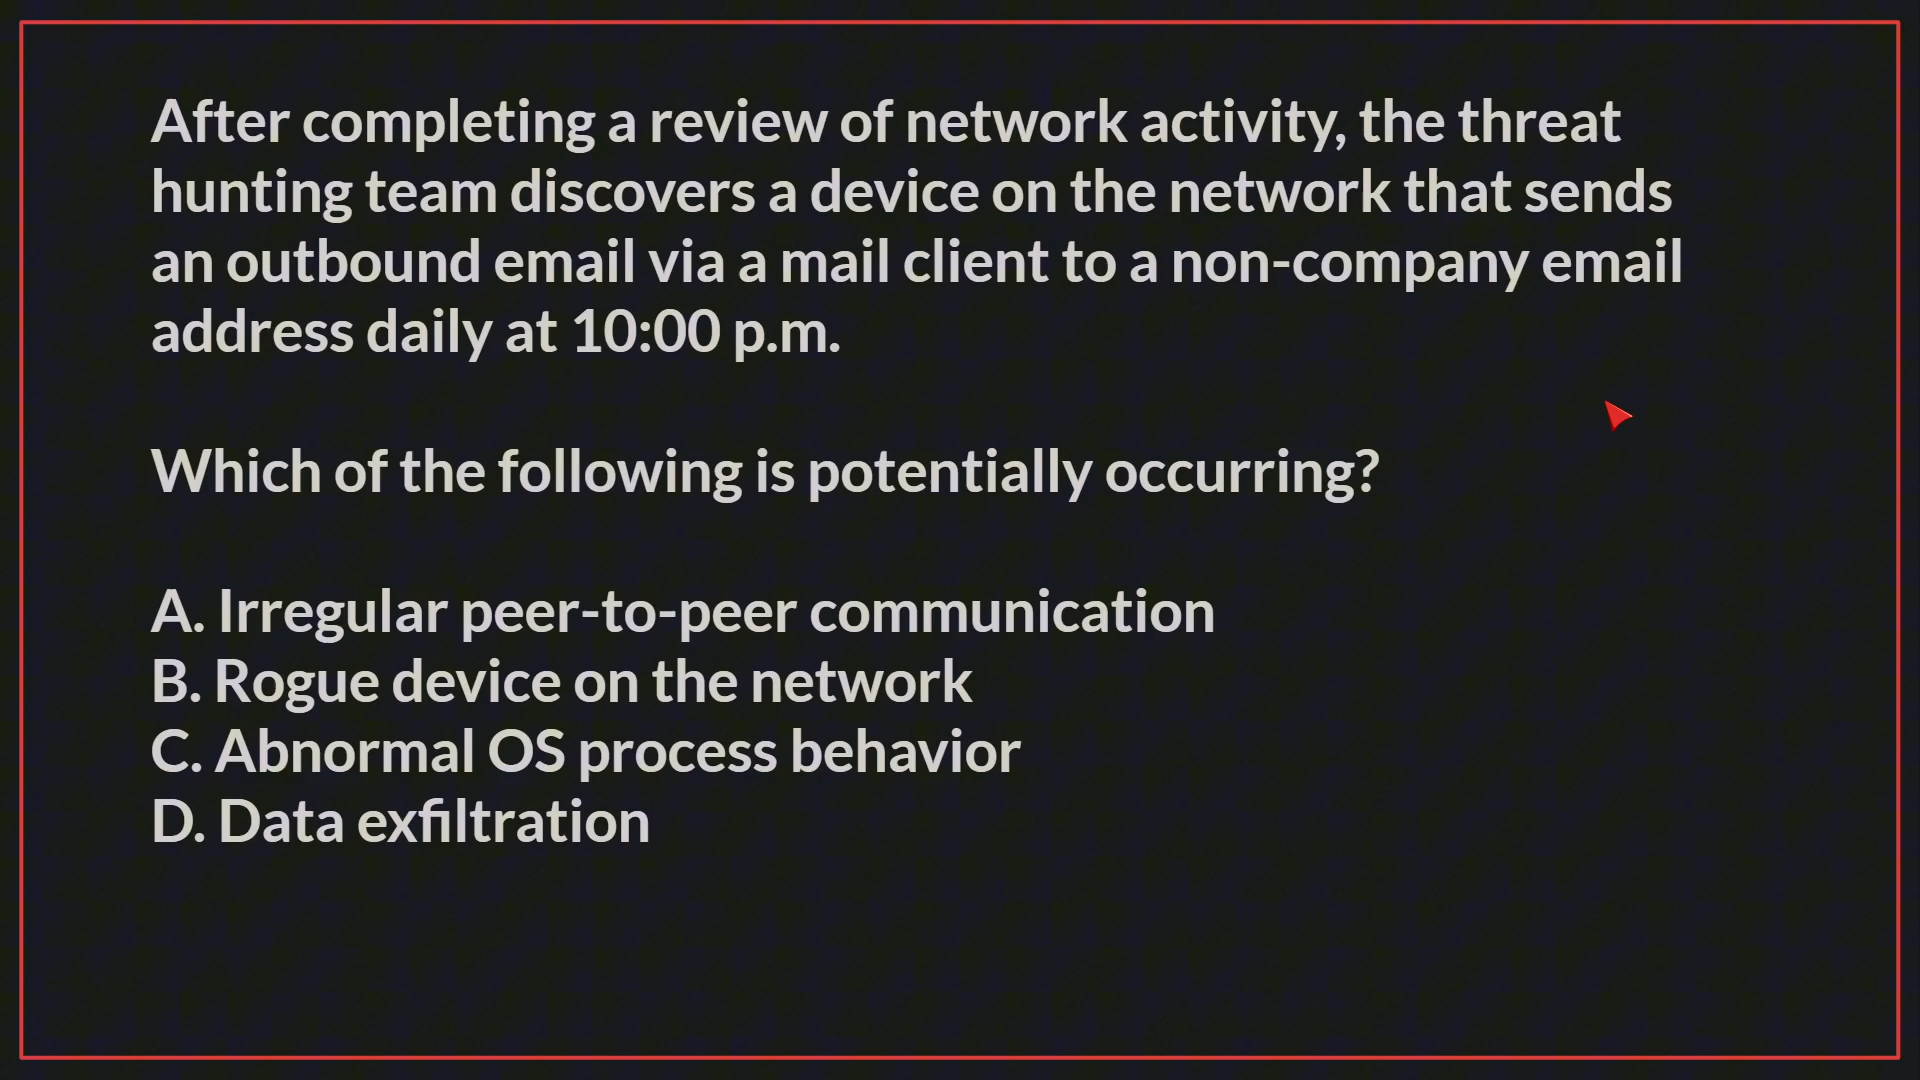 After completing a review of network activity, the threat
hunting team discovers a device on the network that sends
an outbound email via a mail client to a non-company email
address daily at 10:00 p.m.
Which of the following is potentially occurring?
A. Irregular peer-to-peer communication
B. Rogue device on the network
C. Abnormal OS process behavior
D. Data exfiltration